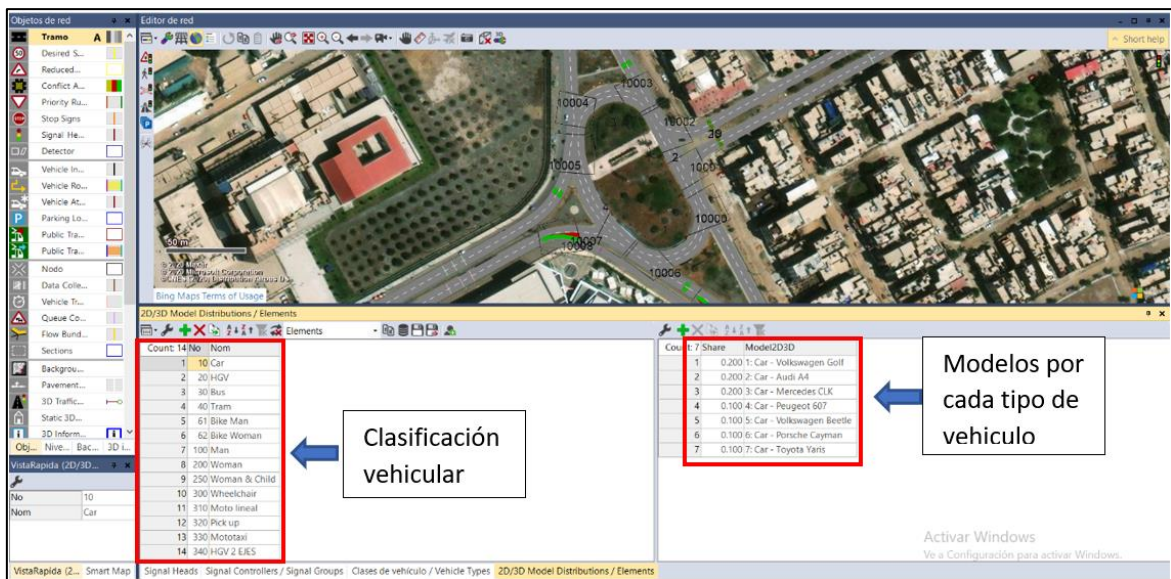 Objetos de red
Editor de red
Tramo A
Short help
Desired S...
Reduced...
Conflict A...
Priority Ru...
Stop Signs
Signal He...
Detector
Vehicle In...
Vehicle Ro...
Vehicle At...
Parking Lo...
Public Tra...
Public Tra...
Nodo
Data Colle...
Vehicle Tr...
Queue Co...
Flow Bund...
Sections
Backgrou...
Pavement...
3D Traffic...
Static 3D...
3D Inform...
Obj... Nive... Bac... 3D i...
VistaRapida (2D/3D...
No 10
Nom Car
VistaRapida (2... Smart Map
10003
10004
10002
10005
10006
50 m
Bing Maps Terms of Usage
2D/3D Model Distributions / Elements
Elements
Count: 14 No Nom
1 10 Car
2 20 HGV
3 30 Bus
4 40 Tram
5 61 Bike Man
6 62 Bike Woman
7 100 Man
8 200 Woman
9 250 Woman & Child
10 300 Wheelchair
11 310 Moto lineal
12 320 Pick up
13 330 Mototaxi
14 340 HGV 2 EJES
Clasificación
vehicular
Count: 7 Share Model2D3D
1 0.200 1: Car - Volkswagen Golf
2 0.200 2: Car - Audi A4
3 0.200 3: Car - Mercedes CLK
4 0.100 4: Car - Peugeot 607
5 0.100 5: Car - Volkswagen Beetle
6 0.100 6: Car - Porsche Cayman
7 0.100 7: Car - Toyota Yaris
Modelos por
cada tipo de
vehiculo
Activar Windows
Ve a Configuración para activar Windows.
Signal Heads Signal Controllers / Signal Groups Clases de vehículo / Vehicle Types 2D/3D Model Distributions / Elements